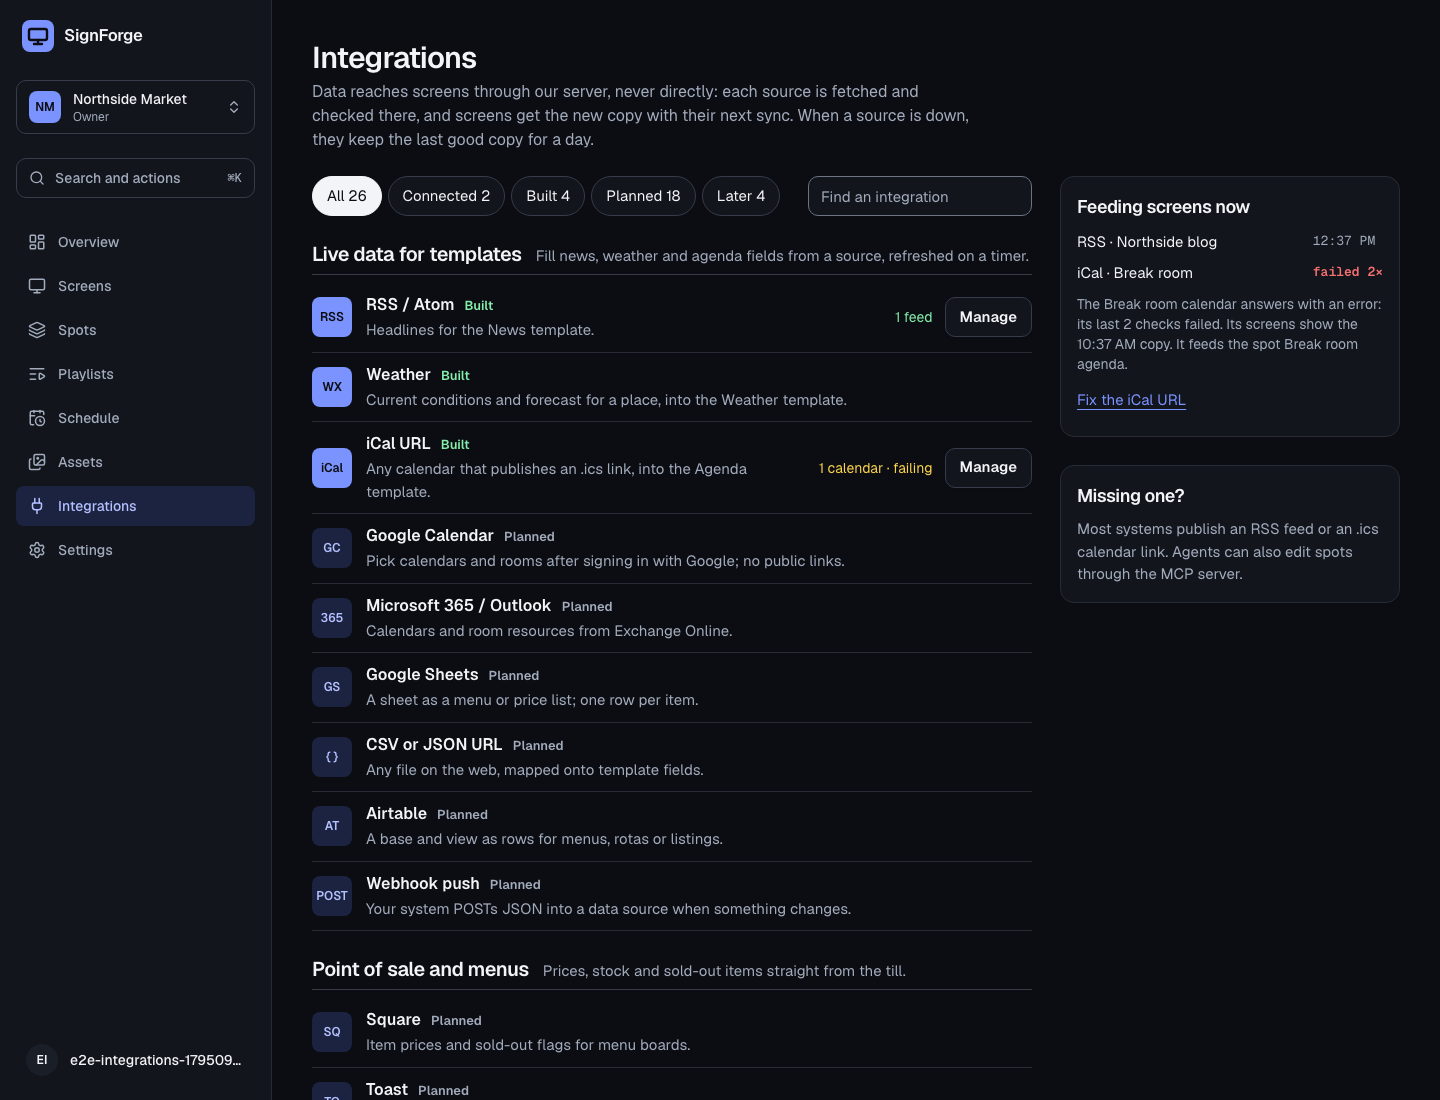 SignForge
NM
Northside Market
Owner
Search and actions
⌘K
Overview
Screens
Spots
Playlists
Schedule
Assets
Integrations
Settings
EI
e2e-integrations-179509…
Integrations
Data reaches screens through our server, never directly: each source is fetched and
checked there, and screens get the new copy with their next sync. When a source is down,
they keep the last good copy for a day.
All 26
Connected 2
Built 4
Planned 18
Later 4
Find an integration
Live data for templates Fill news, weather and agenda fields from a source, refreshed on a timer.
RSS
RSS / Atom Built
Headlines for the News template.
1 feed
Manage
WX
Weather Built
Current conditions and forecast for a place, into the Weather template.
iCal
iCal URL Built
Any calendar that publishes an .ics link, into the Agenda
template.
1 calendar · failing
Manage
GC
Google Calendar Planned
Pick calendars and rooms after signing in with Google; no public links.
365
Microsoft 365 / Outlook Planned
Calendars and room resources from Exchange Online.
GS
Google Sheets Planned
A sheet as a menu or price list; one row per item.
{}
CSV or JSON URL Planned
Any file on the web, mapped onto template fields.
AT
Airtable Planned
A base and view as rows for menus, rotas or listings.
POST
Webhook push Planned
Your system POSTs JSON into a data source when something changes.
Point of sale and menus Prices, stock and sold-out items straight from the till.
SQ
Square Planned
Item prices and sold-out flags for menu boards.
Toast Planned
Feeding screens now
RSS · Northside blog 12:37 PM
iCal · Break room failed 2×
The Break room calendar answers with an error:
its last 2 checks failed. Its screens show the
10:37 AM copy. It feeds the spot Break room
agenda.
Fix the iCal URL
Missing one?
Most systems publish an RSS feed or an .ics
calendar link. Agents can also edit spots
through the MCP server.